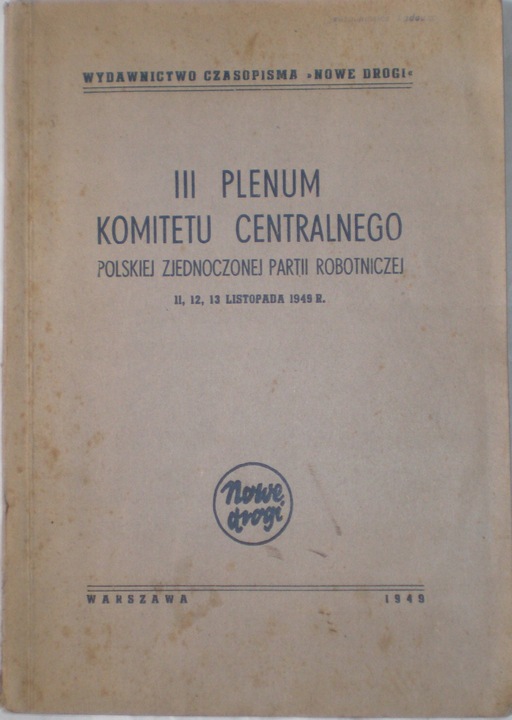 WYDAWNICTWO CZASOPISMA »NOWE DROGI«
III PLENUM
KOMITETU CENTRALNEGO
POLSKIEJ ZJEDNOCZONEJ PARTII ROBOTNICZEJ
11, 12, 13 LISTOPADA 1949 R.
Nowe
drogi
WARSZAWA 1949